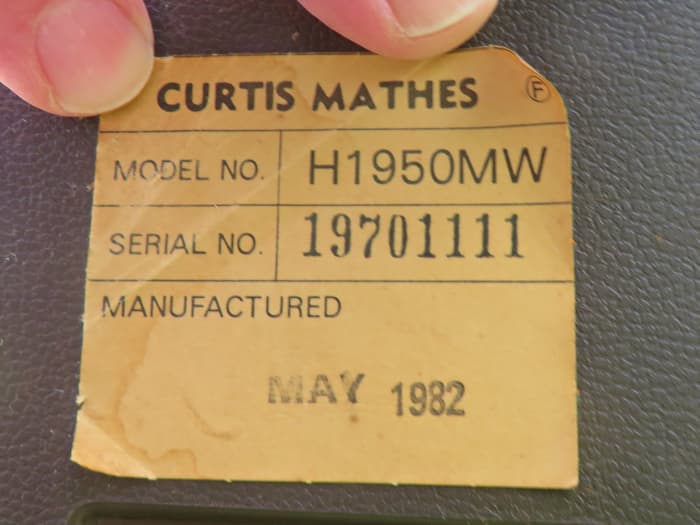 CURTIS MATHES Ⓕ
MODEL NO. H1950MW
SERIAL NO. 19701111
MANUFACTURED
MAY 1982